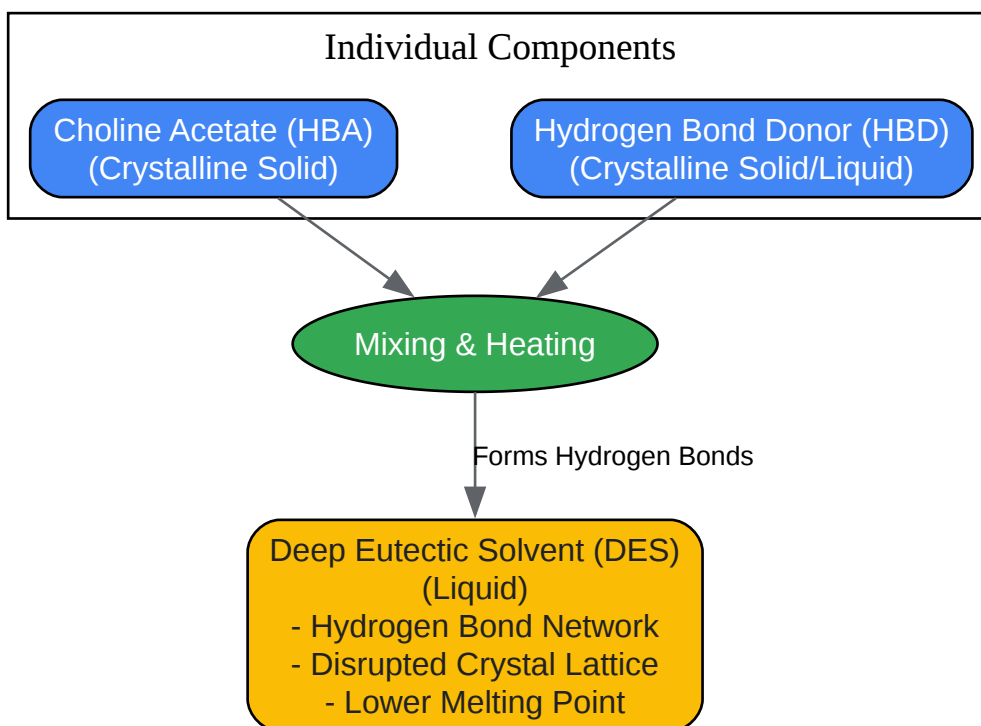 Individual Components
Choline Acetate (HBA)
(Crystalline Solid)
Hydrogen Bond Donor (HBD)
(Crystalline Solid/Liquid)
Mixing & Heating
Forms Hydrogen Bonds
Deep Eutectic Solvent (DES)
(Liquid)
- Hydrogen Bond Network
- Disrupted Crystal Lattice
- Lower Melting Point